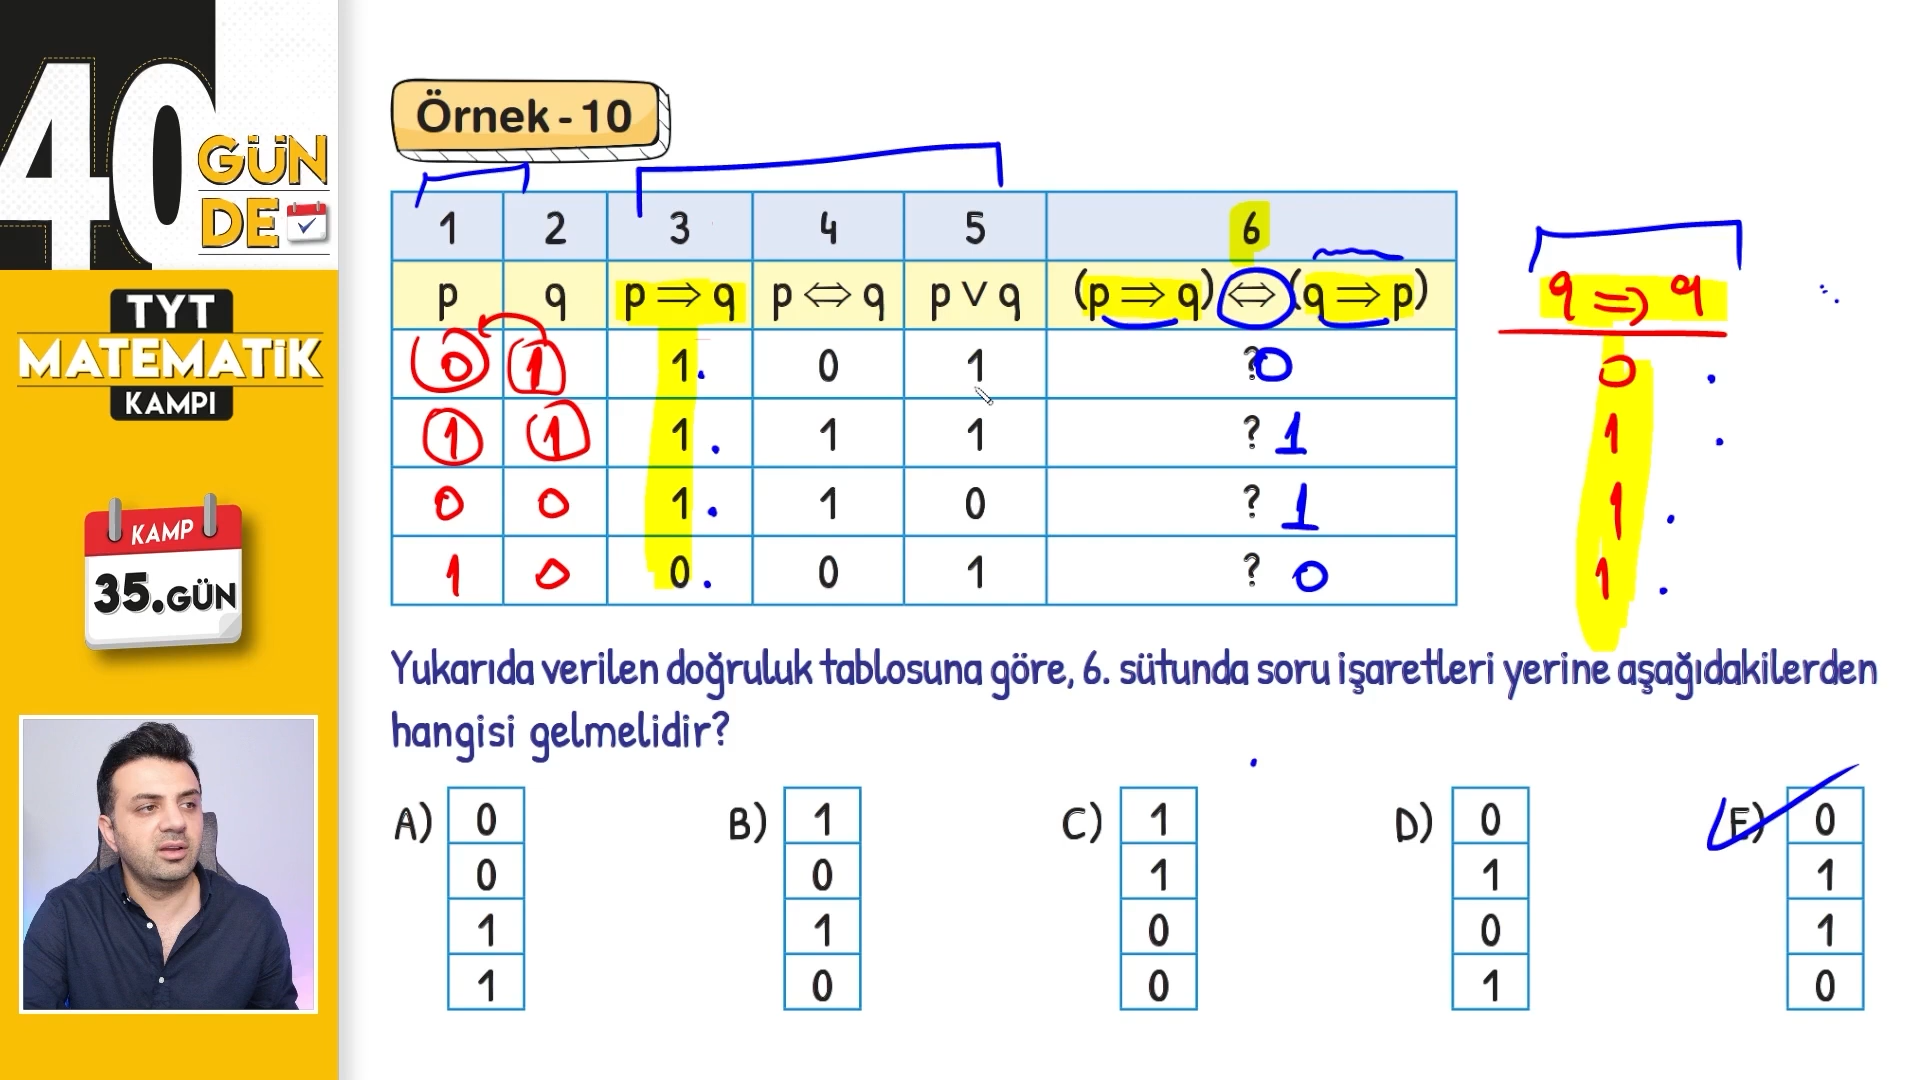 40
GÜN
DE
TYT
MATEMATİK
KAMPI
KAMP
35.GÜN
Örnek - 10
1 2 3 4 5 6
p q p ⇒ q p ⇔ q p ∨ q (p ⇒ q) ⇔ (q ⇒ p) q ⇒ q
0 1 1. 0 1 ? 0 0 .
1 1 1. 1 1 ? 1 1 .
0 0 1. 1 0 ? 1 1 .
1 0 0. 0 1 ? 0 1 .
Yukarıda verilen doğruluk tablosuna göre, 6. sütunda soru işaretleri yerine aşağıdakilerden
hangisi gelmelidir?
A) 0 B) 1 C) 1 D) 0 E) 0
0 0 1 1 1
1 1 0 0 1
1 0 0 1 0